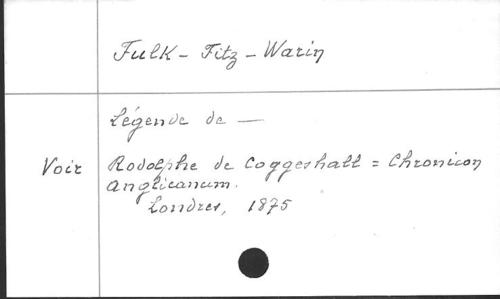 Fulk - Fitz - Warin
Légende de —
Voir Rodolphe de Coggeshall = Chronicon
Anglicanum.
Londres, 1875